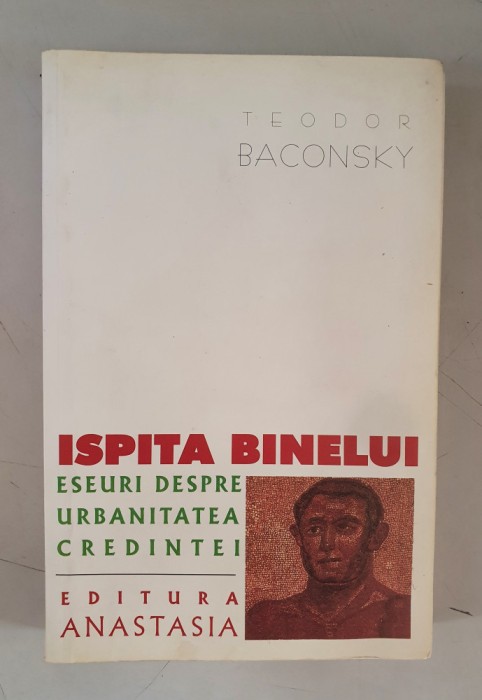 TEODOR
BACONSKY
ISPITA BINELUI
ESEURI DESPRE
URBANITATEA
CREDINTEI
EDITURA
ANASTASIA